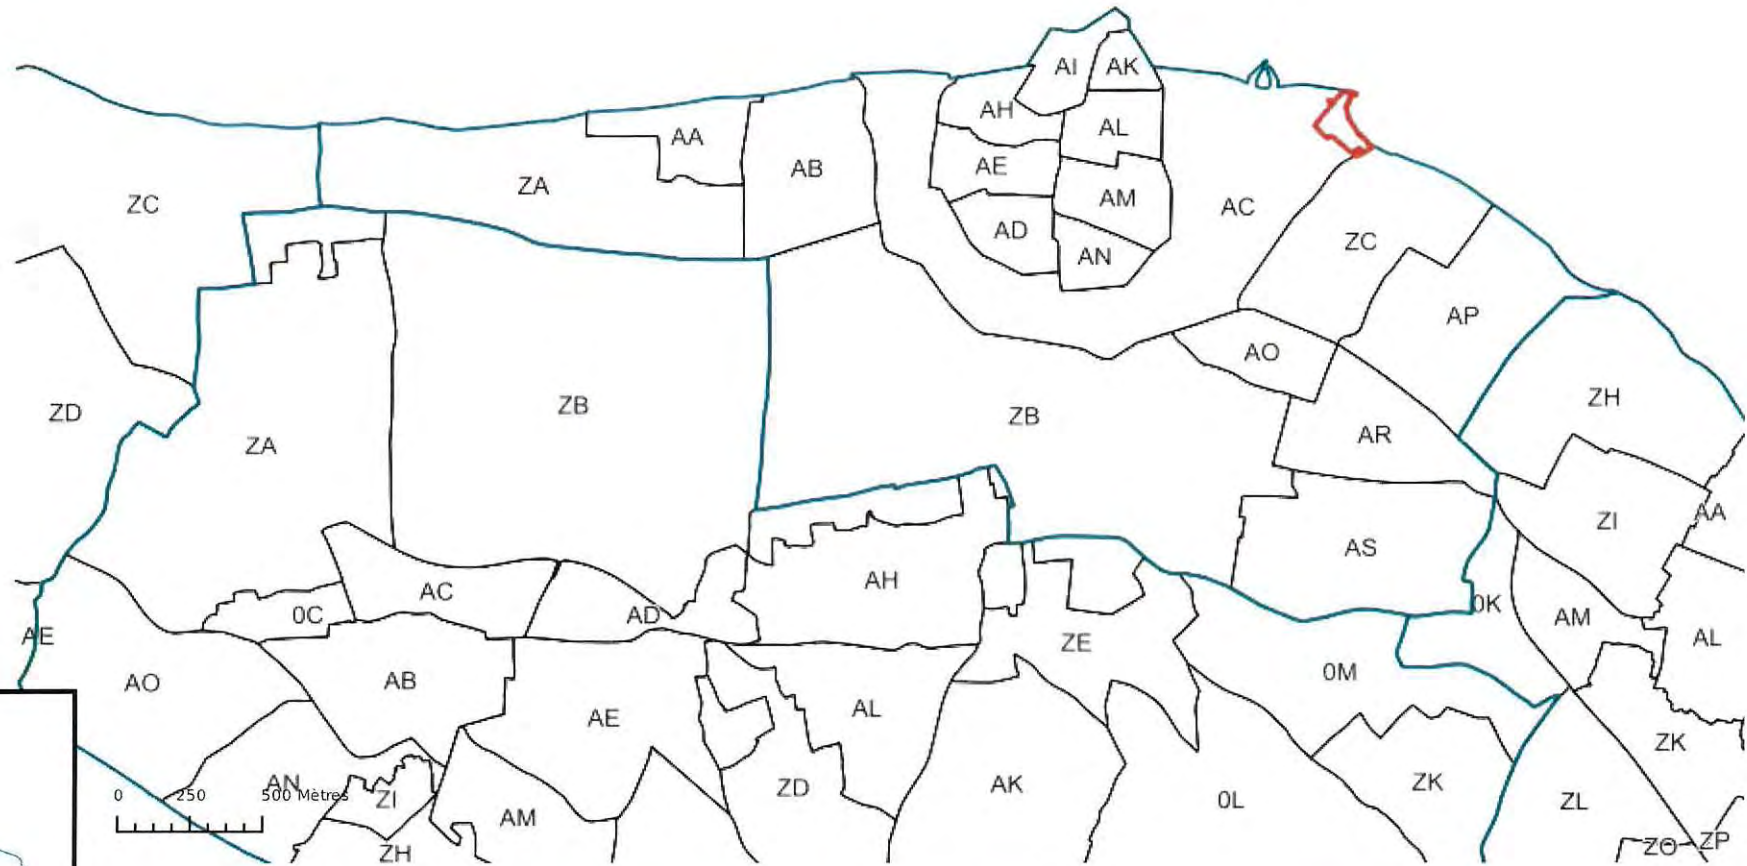 AI
AK
AH
AA
AL
AB
AE
ZA
AM
ZC
AC
AD
ZC
AN
AP
AO
ZH
ZB
ZD
ZB
AR
ZA
AA
ZI
AS
AH
AC
0K
0C
AD
AM
AE
ZE
AL
0M
AO
AB
AL
AE
ZK
AN
AK
ZK
ZD
0 250 500 Mètres
ZI
0L
ZL
AM
ZH
ZO
ZP